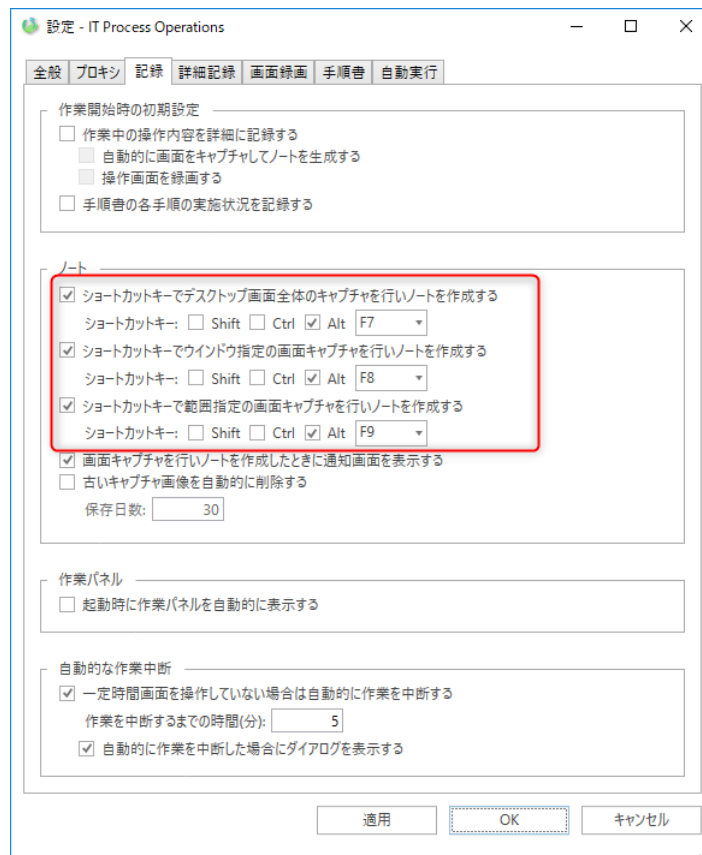 設定 - IT Process Operations
全般 プロキシ 記録 詳細記録 画面録画 手順書 自動実行
作業開始時の初期設定
作業中の操作内容を詳細に記録する
自動的に画面をキャプチャしてノートを生成する
操作画面を録画する
手順書の各手順の実施状況を記録する
ノート
ショートカットキーでデスクトップ画面全体のキャプチャを行いノートを作成する
ショートカットキー: Shift Ctrl Alt F7
ショートカットキーでウインドウ指定の画面キャプチャを行いノートを作成する
ショートカットキー: Shift Ctrl Alt F8
ショートカットキーで範囲指定の画面キャプチャを行いノートを作成する
ショートカットキー: Shift Ctrl Alt F9
画面キャプチャを行いノートを作成したときに通知画面を表示する
古いキャプチャ画像を自動的に削除する
保存日数: 30
作業パネル
起動時に作業パネルを自動的に表示する
自動的な作業中断
一定時間画面を操作していない場合は自動的に作業を中断する
作業を中断するまでの時間(分): 5
自動的に作業を中断した場合にダイアログを表示する
適用 OK キャンセル